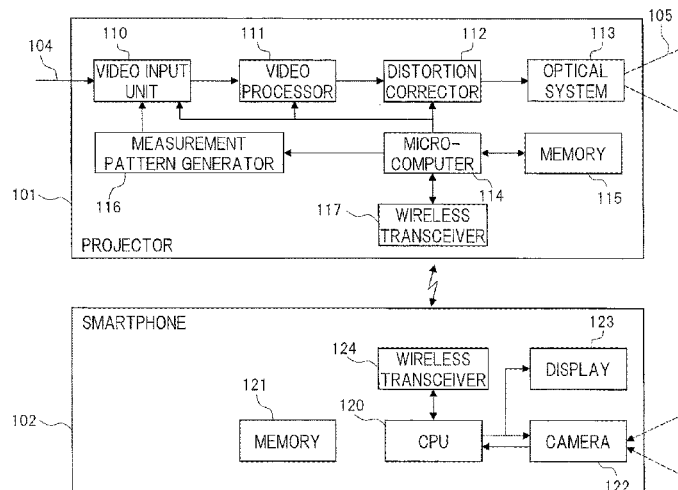 104
110
111
112
113
105
VIDEO INPUT
UNIT
VIDEO
PROCESSOR
DISTORTION
CORRECTOR
OPTICAL
SYSTEM
MEASUREMENT
PATTERN GENERATOR
MICRO-
COMPUTER
MEMORY
116
114
115
101
117
WIRELESS
TRANSCEIVER
PROJECTOR
SMARTPHONE
123
124
WIRELESS
TRANSCEIVER
DISPLAY
121
120
102
MEMORY
CPU
CAMERA
122